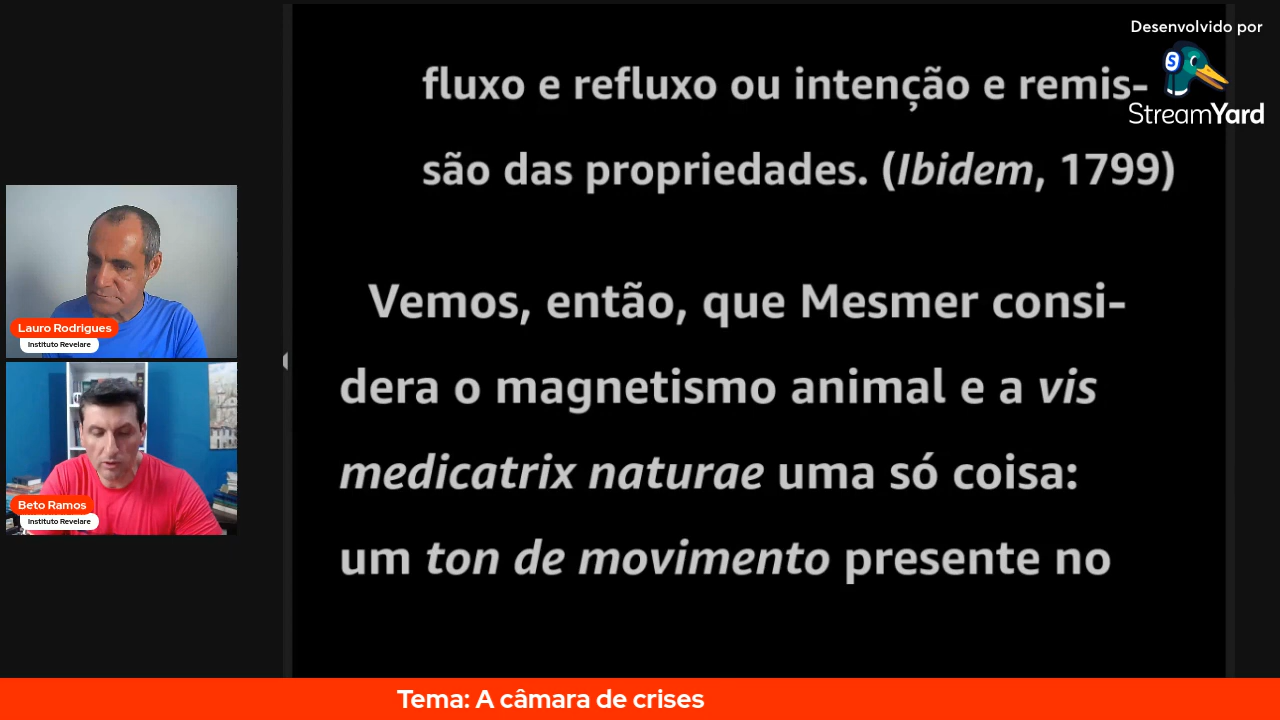 Desenvolvido por
StreamYard
fluxo e refluxo ou intenção e remis-
são das propriedades. (Ibidem, 1799)
Vemos, então, que Mesmer consi-
dera o magnetismo animal e a vis
medicatrix naturae uma só coisa:
um ton de movimento presente no
Lauro Rodrigues
Instituto Revelare
Beto Ramos
Instituto Revelare
Tema: A câmara de crises